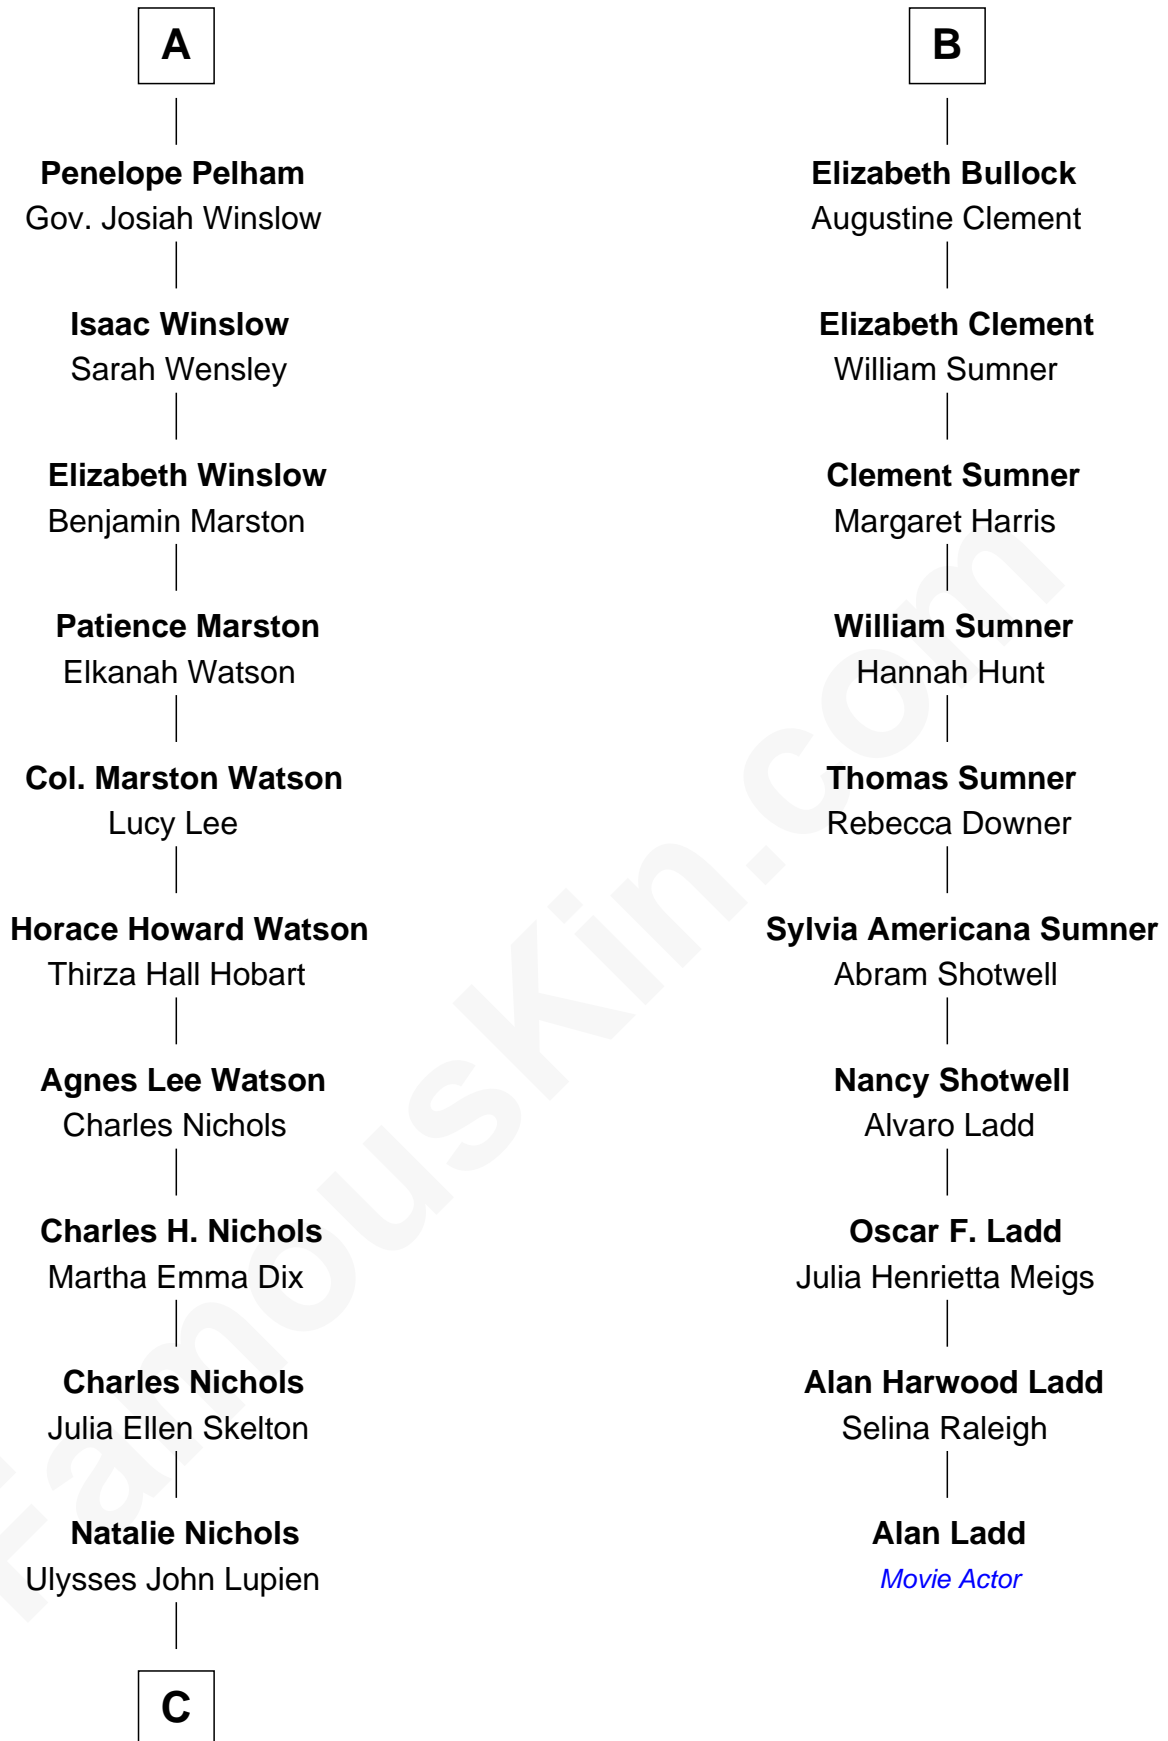 A
Penelope Pelham
Gov. Josiah Winslow
Isaac Winslow
Sarah Wensley
Elizabeth Winslow
Benjamin Marston
Patience Marston
Elkanah Watson
Col. Marston Watson
Lucy Lee
Horace Howard Watson
Thirza Hall Hobart
Agnes Lee Watson
Charles Nichols
Charles H. Nichols
Martha Emma Dix
Charles Nichols
Julia Ellen Skelton
Natalie Nichols
Ulysses John Lupien
C
B
Elizabeth Bullock
Augustine Clement
Elizabeth Clement
William Sumner
Clement Sumner
Margaret Harris
William Sumner
Hannah Hunt
Thomas Sumner
Rebecca Downer
Sylvia Americana Sumner
Abram Shotwell
Nancy Shotwell
Alvaro Ladd
Oscar F. Ladd
Julia Henrietta Meigs
Alan Harwood Ladd
Selina Raleigh
Alan Ladd
Movie Actor
FamousKin.com